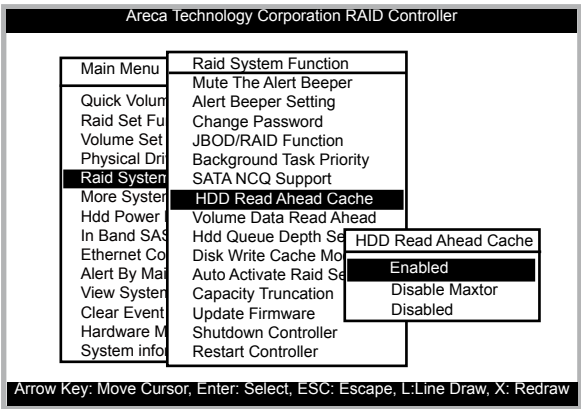 Areca Technology Corporation RAID Controller
Main Menu
Quick Volum
Raid Set Fu
Volume Set
Physical Dri
Raid System
More System
Hdd Power
In Band SAS
Ethernet Co
Alert By Mai
View System
Clear Event
Hardware M
System infor
Raid System Function
Mute The Alert Beeper
Alert Beeper Setting
Change Password
JBOD/RAID Function
Background Task Priority
SATA NCQ Support
HDD Read Ahead Cache
Volume Data Read Ahead
Hdd Queue Depth Se
Disk Write Cache Mo
Auto Activate Raid Se
Capacity Truncation
Update Firmware
Shutdown Controller
Restart Controller
HDD Read Ahead Cache
Enabled
Disable Maxtor
Disabled
Arrow Key: Move Cursor, Enter: Select, ESC: Escape, L:Line Draw, X: Redraw